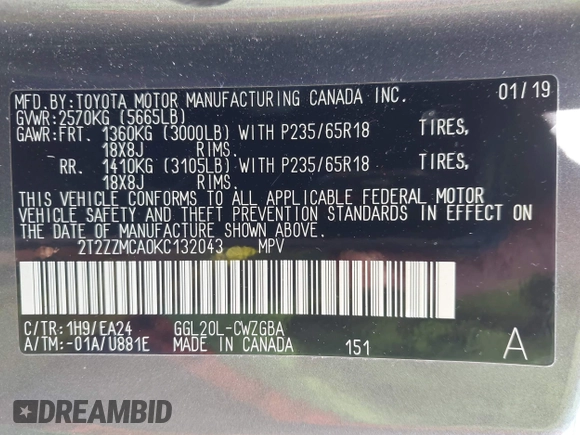 MFD.BY:TOYOTA MOTOR MANUFACTURING CANADA INC. 01/19
GVWR:2570KG (5665LB)
GAWR:FRT. 1360KG (3000LB) WITH P235/65R18 TIRES,
18X8J RIMS.
RR. 1410KG (3105LB) WITH P235/65R18 TIRES,
18X8J RIMS.
THIS VEHICLE CONFORMS TO ALL APPLICABLE FEDERAL MOTOR
VEHICLE SAFETY AND THEFT PREVENTION STANDARDS IN EFFECT
ON THE DATE OF MANUFACTURE SHOWN ABOVE.
2T2ZZMCA0KC132043 MPV
C/TR: 1H9/EA24 GGL20L-CWZGBA
A/TM:-01A/U881E MADE IN CANADA 151 A
DREAMBID